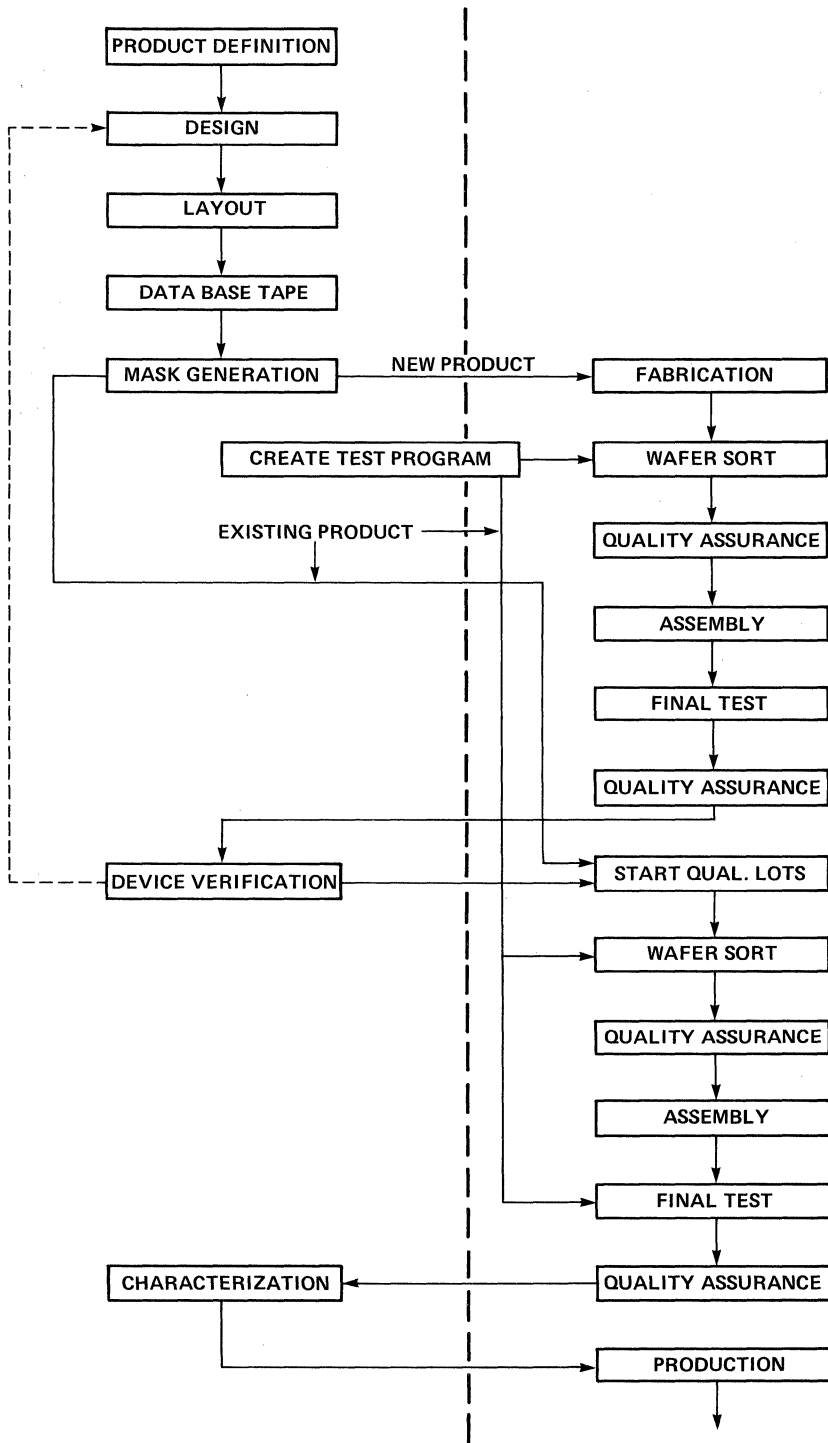 PRODUCT DEFINITION
DESIGN
LAYOUT
DATA BASE TAPE
MASK GENERATION
NEW PRODUCT
FABRICATION
CREATE TEST PROGRAM
WAFER SORT
EXISTING PRODUCT
QUALITY ASSURANCE
ASSEMBLY
FINAL TEST
QUALITY ASSURANCE
DEVICE VERIFICATION
START QUAL. LOTS
WAFER SORT
QUALITY ASSURANCE
ASSEMBLY
FINAL TEST
CHARACTERIZATION
QUALITY ASSURANCE
PRODUCTION